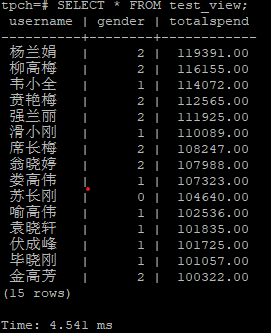 tpch=# SELECT * FROM test_view;
username | gender | totalspend
----------+--------+------------
杨兰娟 | 2 | 119391.00
柳高梅 | 2 | 116155.00
韦小全 | 1 | 114072.00
贲艳梅 | 2 | 112565.00
强兰丽 | 2 | 111925.00
滑小刚 | 1 | 110089.00
席长梅 | 2 | 108247.00
翁晓婷 | 2 | 107988.00
娄高伟 | 1 | 107323.00
苏长刚 | 0 | 104640.00
喻高伟 | 1 | 102536.00
袁晓轩 | 1 | 101835.00
伏成峰 | 1 | 101725.00
毕晓刚 | 1 | 101057.00
金高芳 | 2 | 100322.00
(15 rows)
Time: 4.541 ms